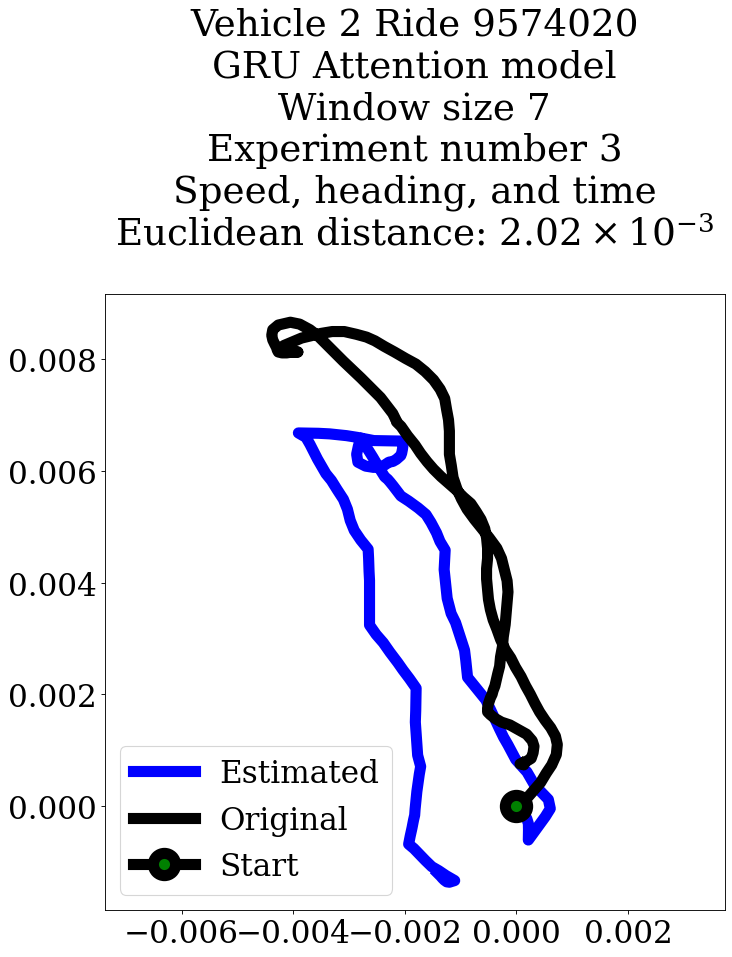 Vehicle 2 Ride 9574020
GRU Attention model
Window size 7
Experiment number 3
Speed, heading, and time
Euclidean distance: 2.02 × 10⁻³
0.008
0.006
0.004
0.002
0.000
Estimated
Original
Start
−0.006 −0.004 −0.002 0.000 0.002